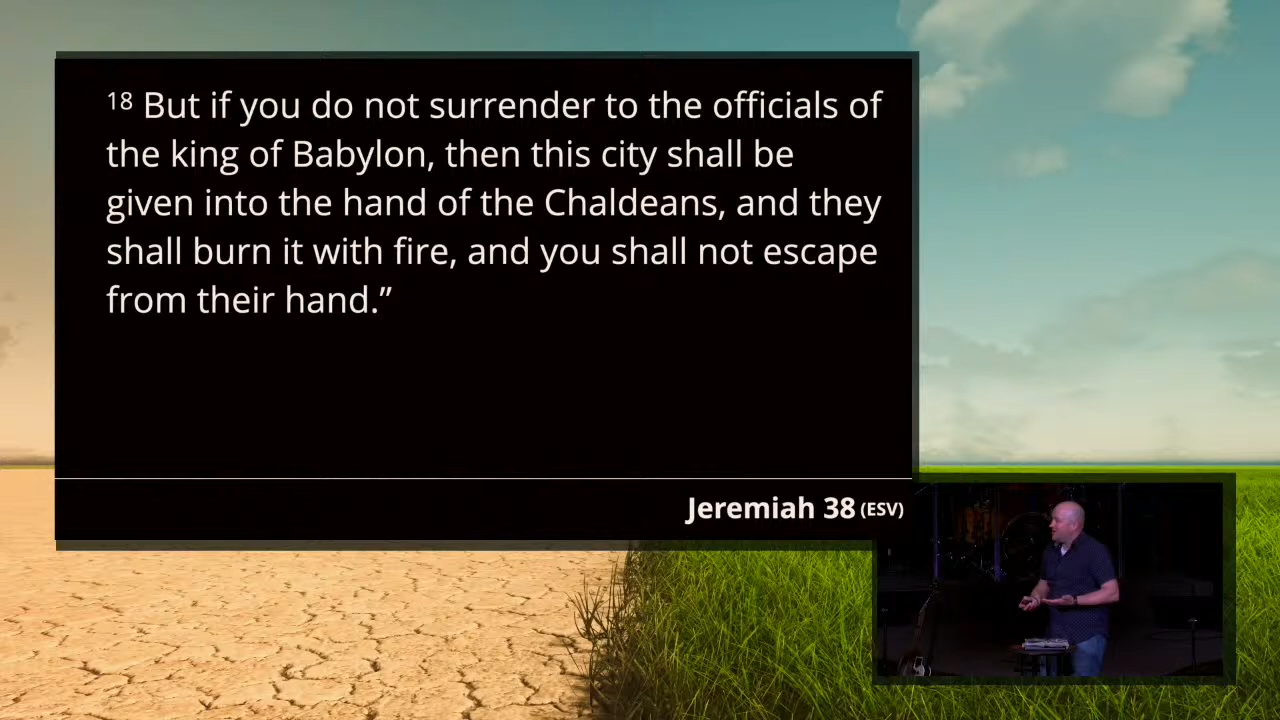 18 But if you do not surrender to the officials of
the king of Babylon, then this city shall be
given into the hand of the Chaldeans, and they
shall burn it with fire, and you shall not escape
from their hand.”
Jeremiah 38 (ESV)